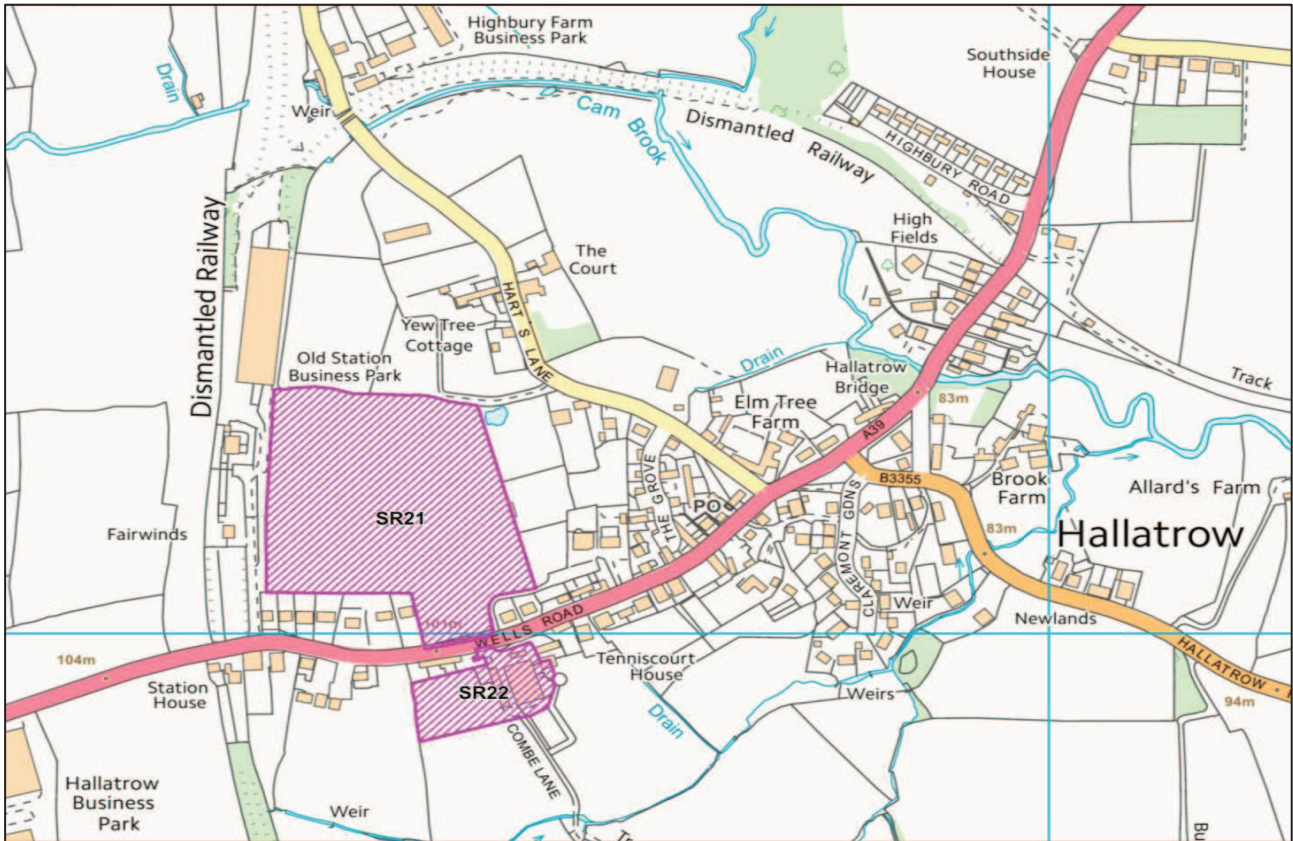 Highbury Farm
Business Park
Southside
House
Drain
Weir
Cam Brook
Dismantled Railway
HIGHBURY ROAD
High
Fields
The
Court
HART'S LANE
Dismantled Railway
Yew Tree
Cottage
Old Station
Business Park
Drain
Hallatrow
Bridge
Track
83m
Elm Tree
Farm
A39
B3355
THE GROVE
PO
CLAREMONT GDNS
Brook
Farm
Allard's Farm
SR21
83m
Hallatrow
Fairwinds
Weir
Newlands
101m
WELLS ROAD
104m
Station
House
Tenniscourt
House
HALLATROW
SR22
Weirs
94m
Drain
COMBE LANE
Hallatrow
Business
Park
Weir